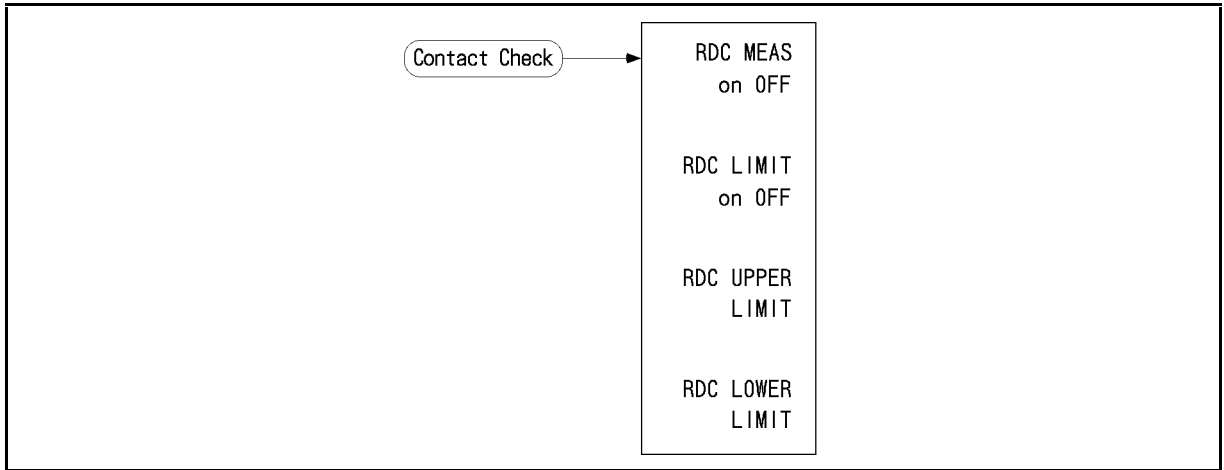 Contact Check
RDC MEAS
on OFF
RDC LIMIT
on OFF
RDC UPPER
LIMIT
RDC LOWER
LIMIT